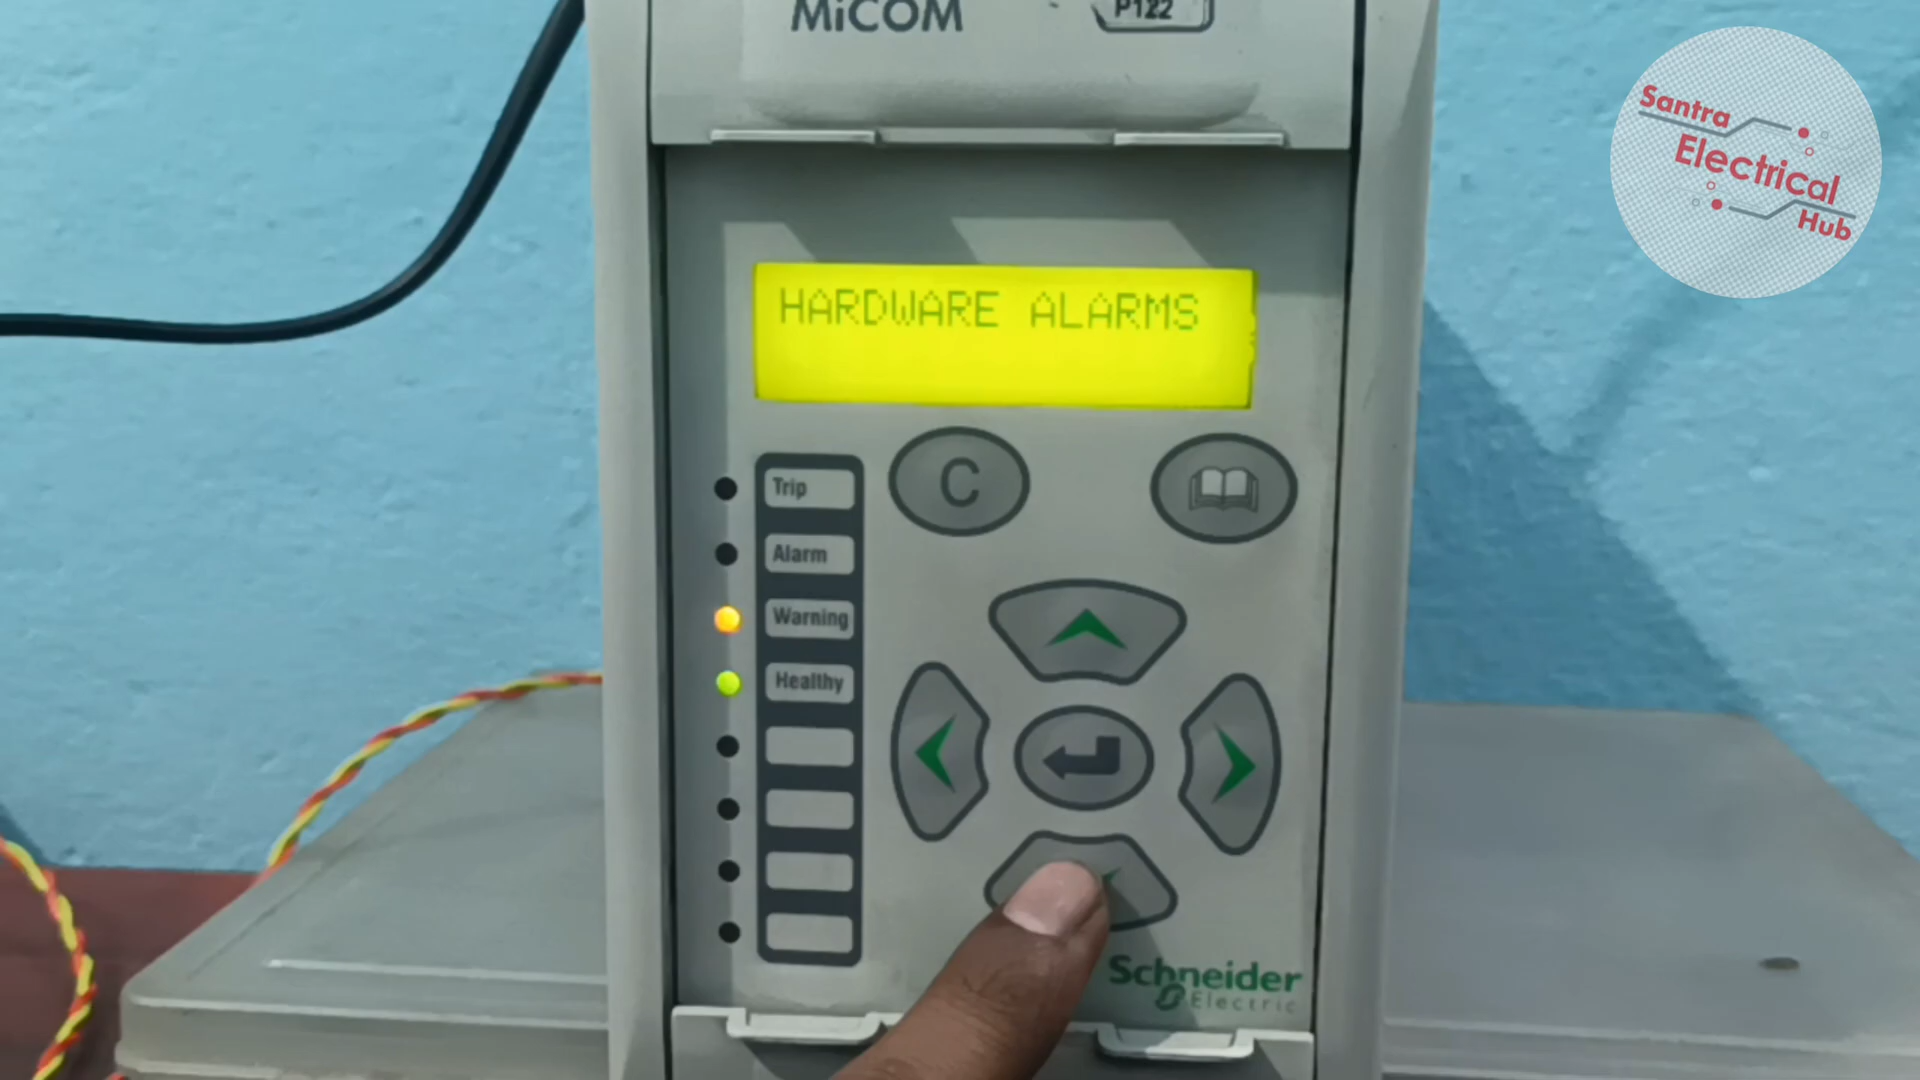 MiCOM
P122
Santra
Electrical
Hub
HARDWARE ALARMS
C
Trip
Alarm
Warning
Healthy
Schneider
Electric